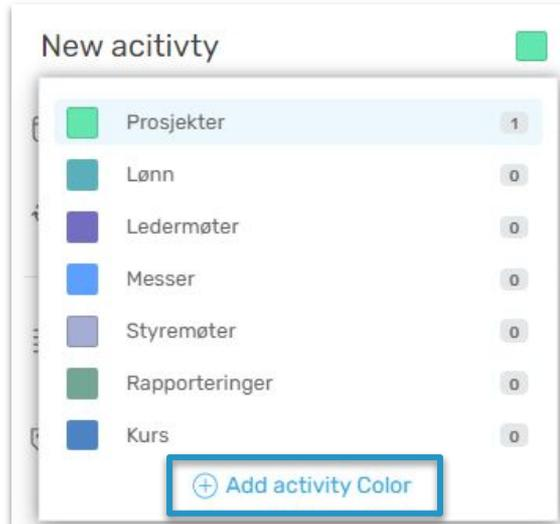 New acitivty
Prosjekter 1
Lønn 0
Ledermøter 0
Messer 0
Styremøter 0
Rapporteringer 0
Kurs 0
Add activity Color